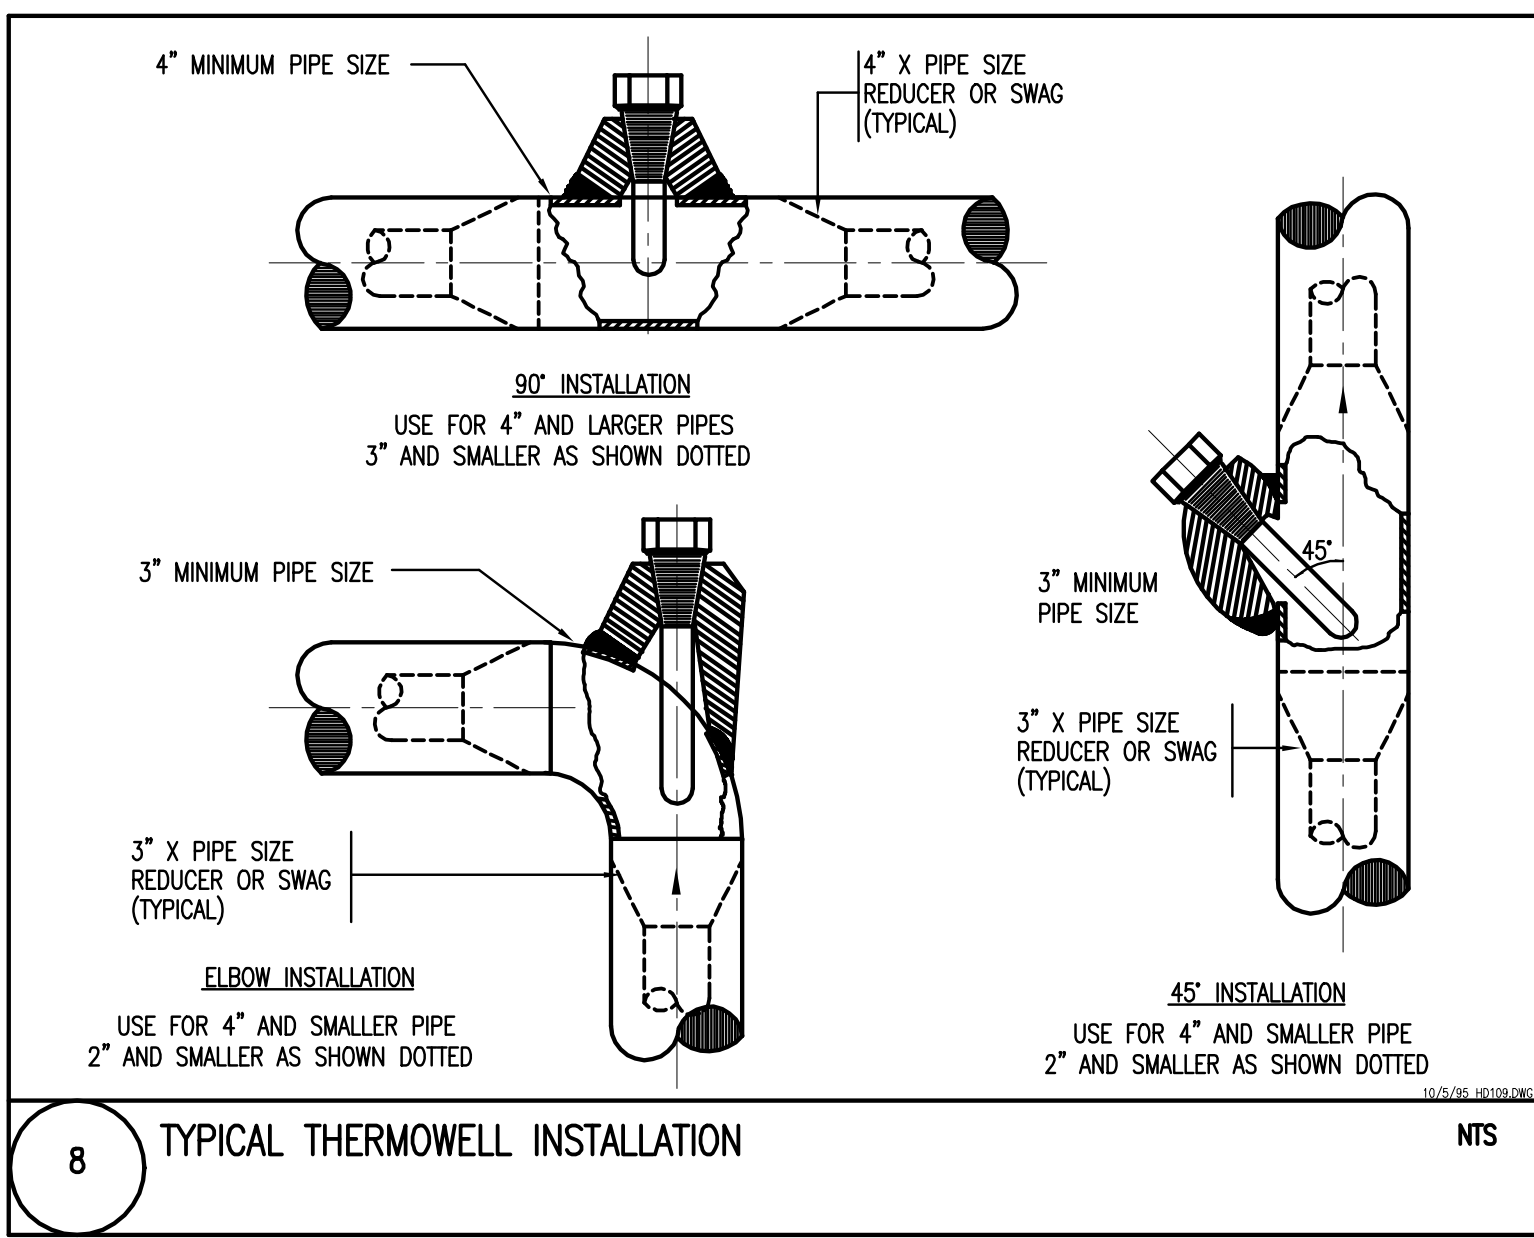 4” MINIMUM PIPE SIZE
4” X PIPE SIZE
REDUCER OR SWAG
(TYPICAL)
90° INSTALLATION
USE FOR 4” AND LARGER PIPES
3” AND SMALLER AS SHOWN DOTTED
3” MINIMUM PIPE SIZE
3” X PIPE SIZE
REDUCER OR SWAG
(TYPICAL)
ELBOW INSTALLATION
USE FOR 4” AND SMALLER PIPE
2” AND SMALLER AS SHOWN DOTTED
45°
3” MINIMUM
PIPE SIZE
3” X PIPE SIZE
REDUCER OR SWAG
(TYPICAL)
45° INSTALLATION
USE FOR 4” AND SMALLER PIPE
2” AND SMALLER AS SHOWN DOTTED
10/5/95 HD109.DWG
8
TYPICAL THERMOWELL INSTALLATION
NTS